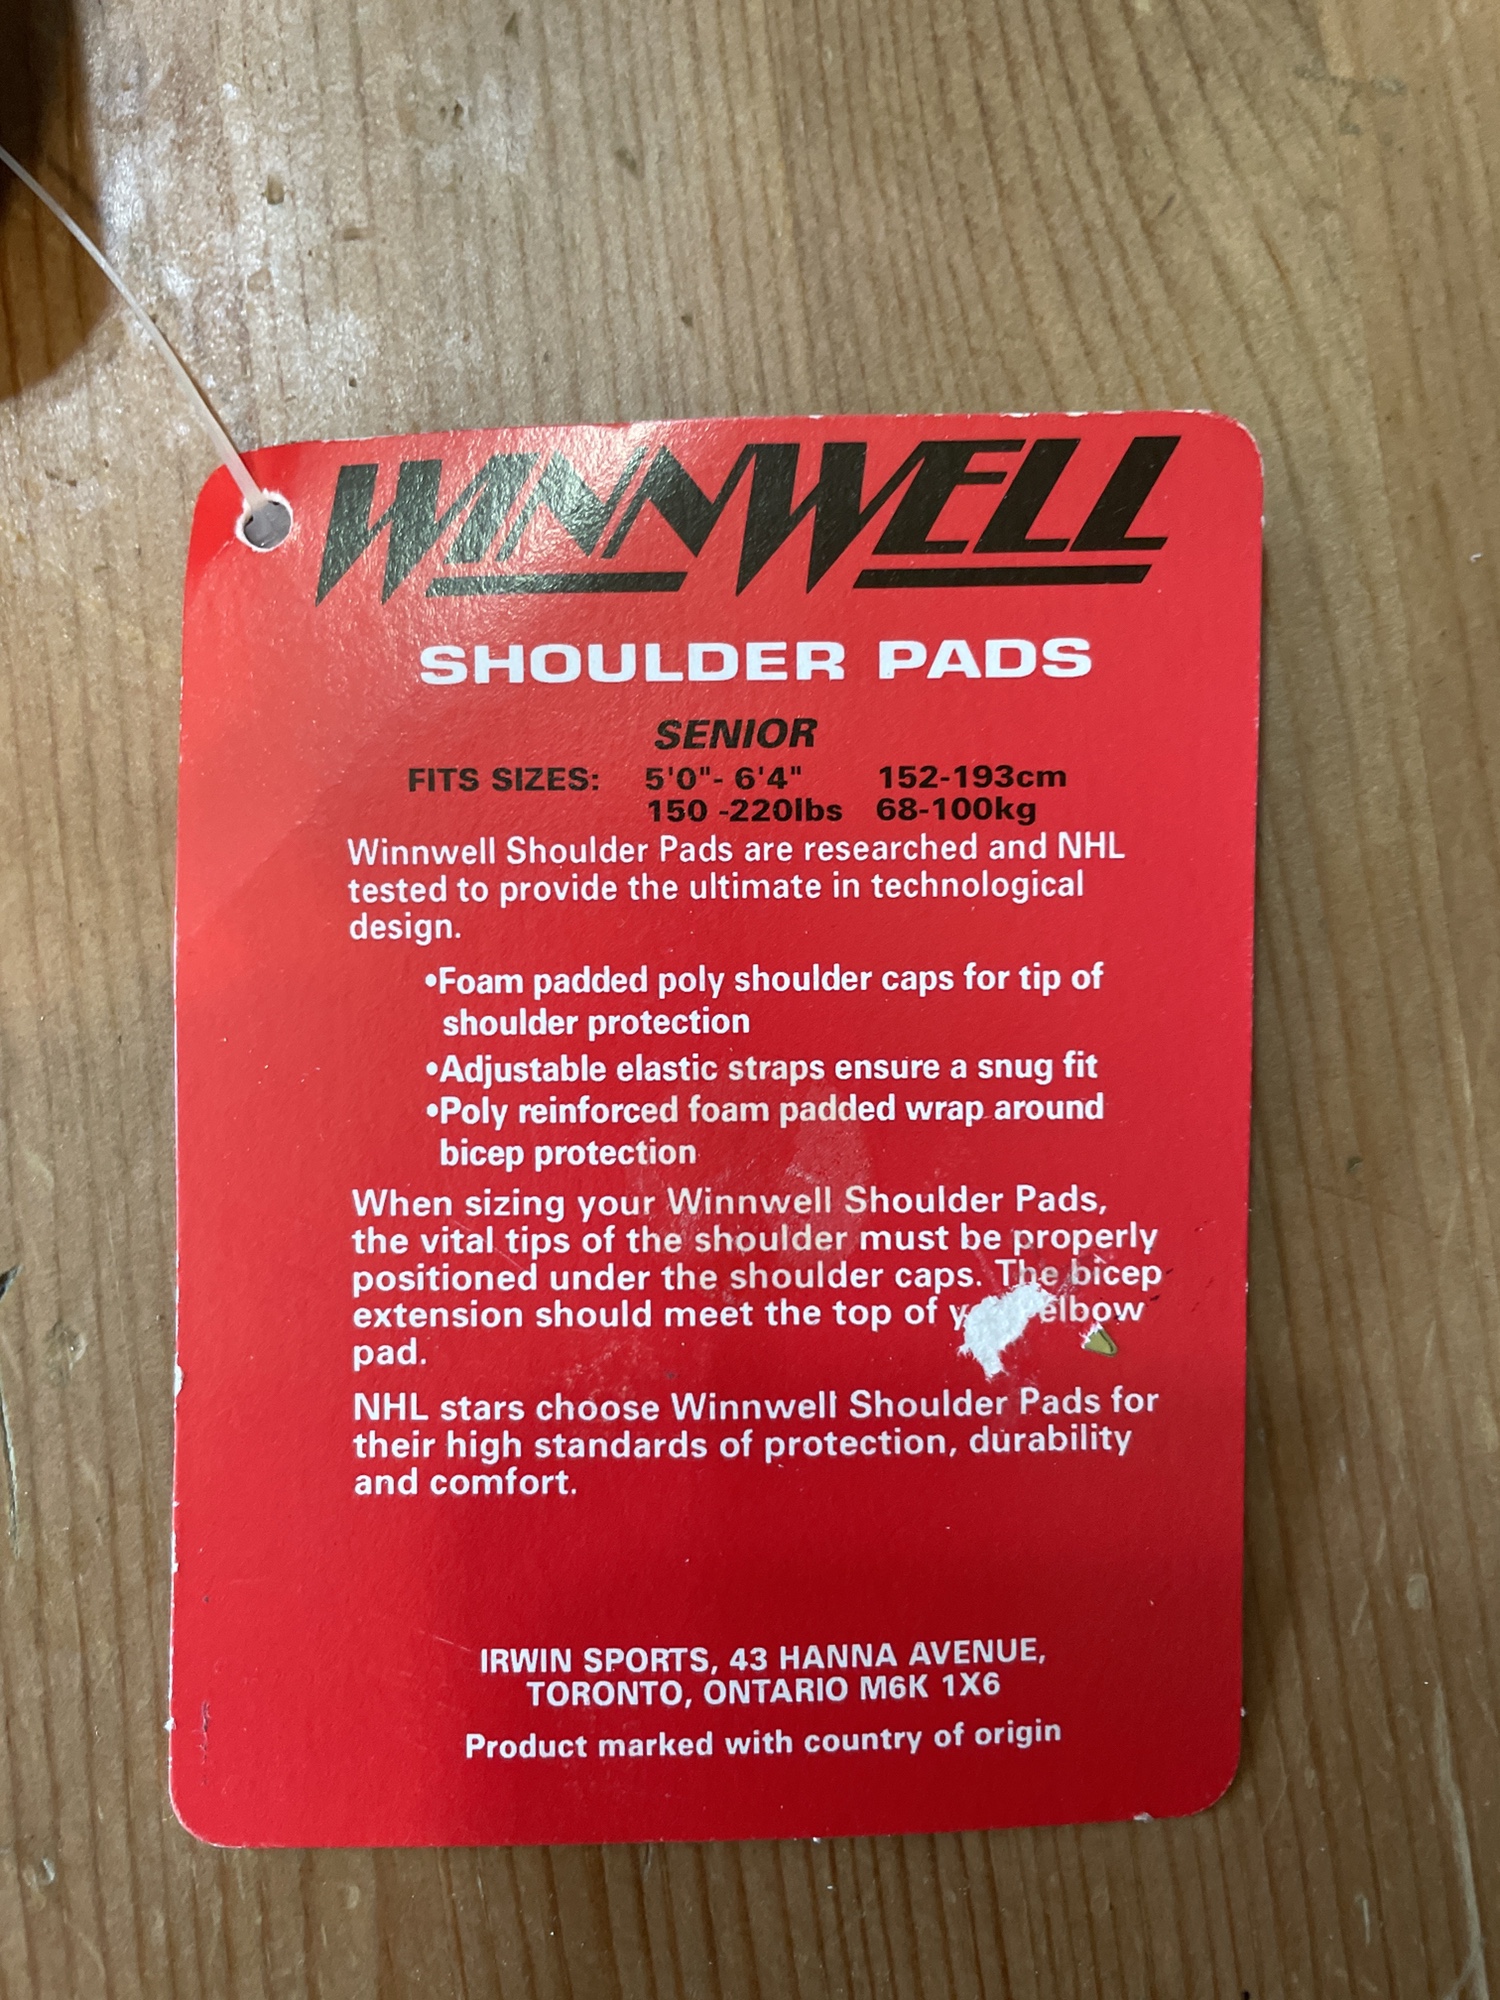 WINNWELL
SHOULDER PADS
SENIOR
FITS SIZES: 5'0"- 6'4" 152-193cm
150 -220lbs 68-100kg
Winnwell Shoulder Pads are researched and NHL
tested to provide the ultimate in technological
design.
•Foam padded poly shoulder caps for tip of
shoulder protection
•Adjustable elastic straps ensure a snug fit
•Poly reinforced foam padded wrap around
bicep protection
When sizing your Winnwell Shoulder Pads,
the vital tips of the shoulder must be properly
positioned under the shoulder caps. The bicep
extension should meet the top of elbow
pad.
NHL stars choose Winnwell Shoulder Pads for
their high standards of protection, durability
and comfort.
IRWIN SPORTS, 43 HANNA AVENUE,
TORONTO, ONTARIO M6K 1X6
Product marked with country of origin